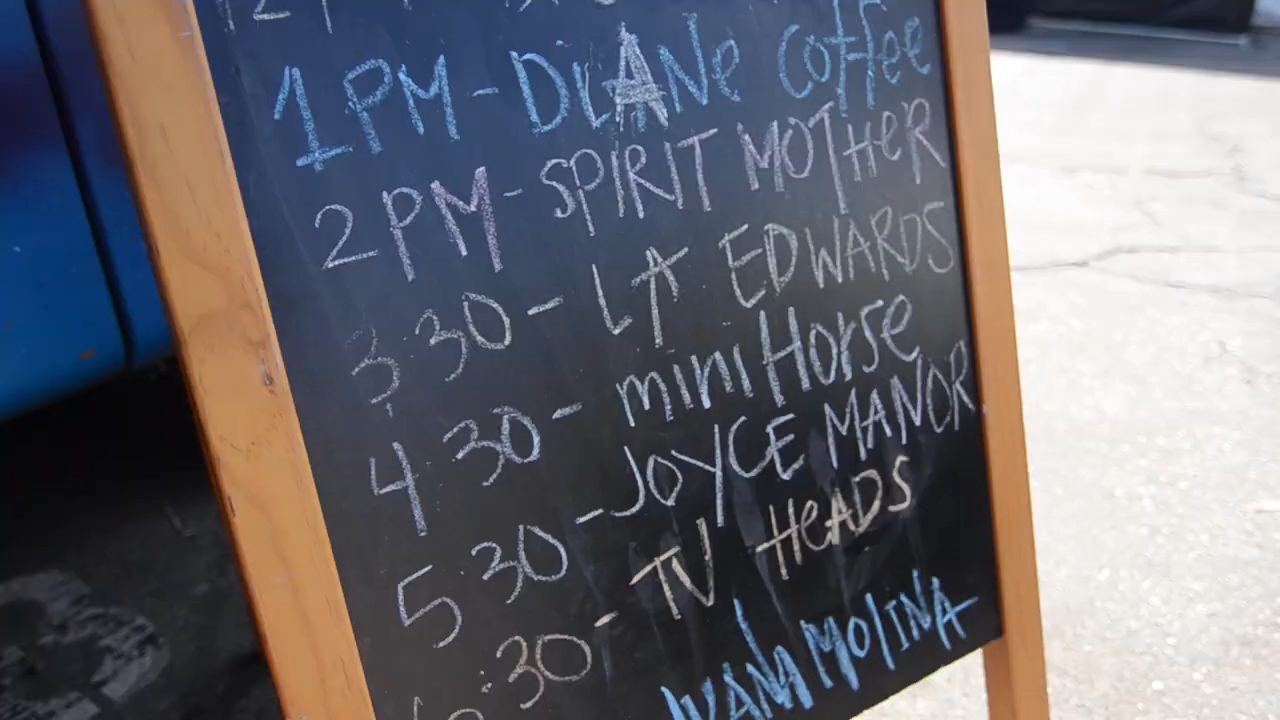 1PM - DIANE Coffee
2PM - SPIRIT MOTHeR
3:30 - LA EDWARDS
4:30 - mini Horse
5:30 - JOYCE MANOR
:30 - TV HeADS
JUANA MOLINA